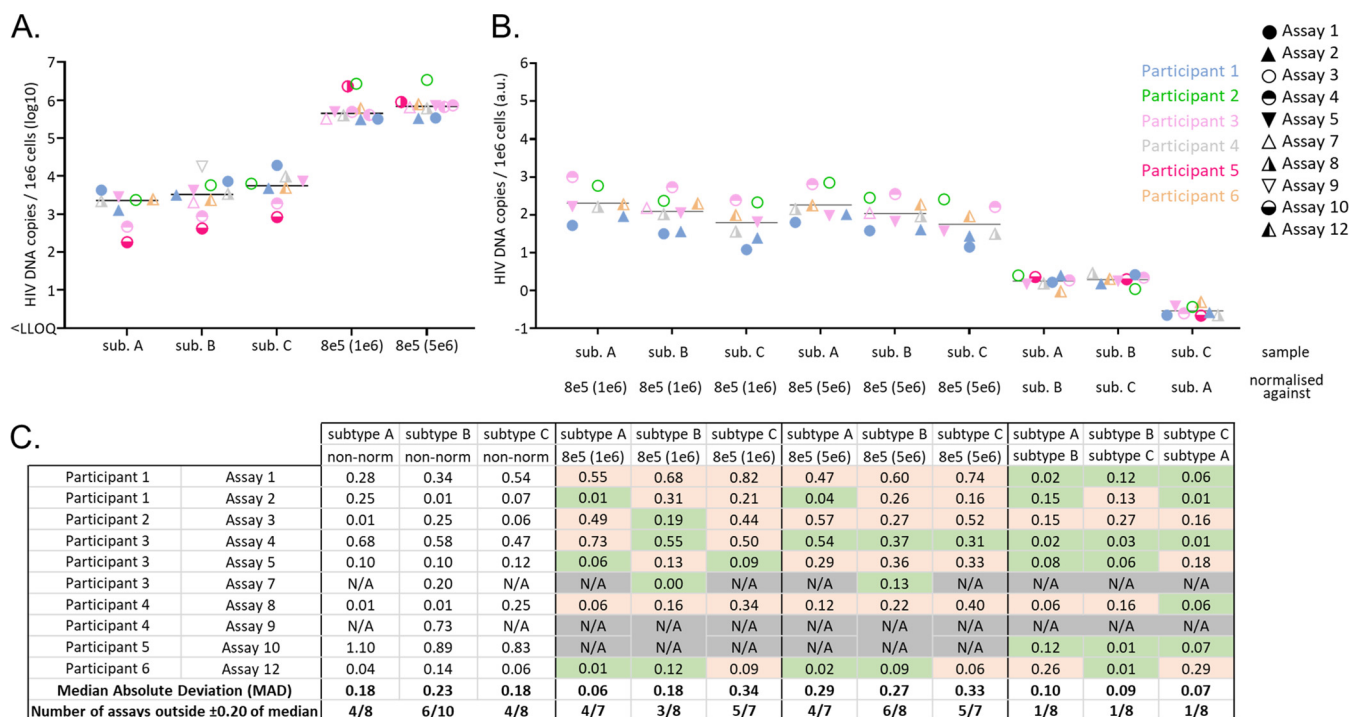 A.
B.
HIV DNA copies / 1e6 cells (log10)
7
6
5
4
3
2
1
<LLOQ
sub. A
sub. B
sub. C
8e5 (1e6)
8e5 (5e6)
HIV DNA copies / 1e6 cells (a.u.)
6
5
4
3
2
1
0
-1
Participant 1
Participant 2
Participant 3
Participant 4
Participant 5
Participant 6
Assay 1
Assay 2
Assay 3
Assay 4
Assay 5
Assay 7
Assay 8
Assay 9
Assay 10
Assay 12
sub. A sub. B sub. C sub. A sub. B sub. C sub. A sub. B sub. C sample
8e5 (1e6) 8e5 (1e6) 8e5 (1e6) 8e5 (5e6) 8e5 (5e6) 8e5 (5e6) sub. B sub. C sub. A normalised
against
C.
subtype A subtype B subtype C subtype A subtype B subtype C subtype A subtype B subtype C subtype A subtype B subtype C
non-norm non-norm non-norm 8e5 (1e6) 8e5 (1e6) 8e5 (1e6) 8e5 (5e6) 8e5 (5e6) 8e5 (5e6) subtype B subtype C subtype A
Participant 1 Assay 1 0.28 0.34 0.54 0.55 0.68 0.82 0.47 0.60 0.74 0.02 0.12 0.06
Participant 1 Assay 2 0.25 0.01 0.07 0.01 0.31 0.21 0.04 0.26 0.16 0.15 0.13 0.01
Participant 2 Assay 3 0.01 0.25 0.06 0.49 0.19 0.44 0.57 0.27 0.52 0.15 0.27 0.16
Participant 3 Assay 4 0.68 0.58 0.47 0.73 0.55 0.50 0.54 0.37 0.31 0.02 0.03 0.01
Participant 3 Assay 5 0.10 0.10 0.12 0.06 0.13 0.09 0.29 0.36 0.33 0.08 0.06 0.18
Participant 3 Assay 7 N/A 0.20 N/A N/A 0.00 N/A N/A 0.13 N/A N/A N/A N/A
Participant 4 Assay 8 0.01 0.01 0.25 0.06 0.16 0.34 0.12 0.22 0.40 0.06 0.16 0.06
Participant 4 Assay 9 N/A 0.73 N/A N/A N/A N/A N/A N/A N/A N/A N/A N/A
Participant 5 Assay 10 1.10 0.89 0.83 N/A N/A N/A N/A N/A N/A 0.12 0.01 0.07
Participant 6 Assay 12 0.04 0.14 0.06 0.01 0.12 0.09 0.02 0.09 0.06 0.26 0.01 0.29
Median Absolute Deviation (MAD) 0.18 0.23 0.18 0.06 0.18 0.34 0.29 0.27 0.33 0.10 0.09 0.07
Number of assays outside ±0.20 of median 4/8 6/10 4/8 4/7 3/8 5/7 4/7 6/8 5/7 1/8 1/8 1/8